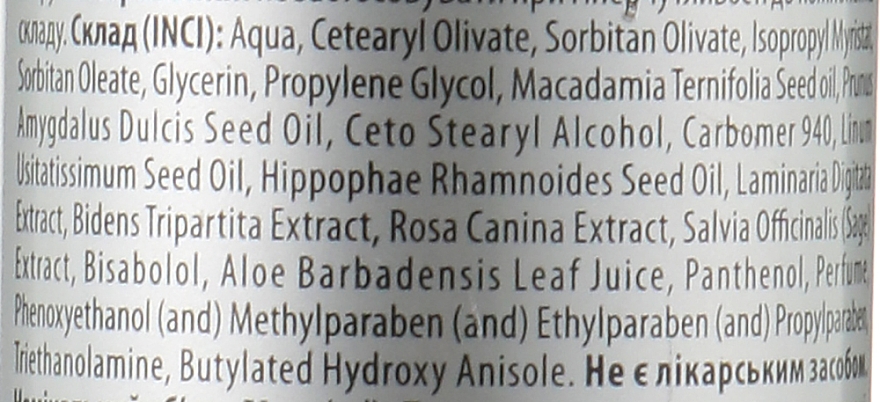 складу. Склад (INCI): Aqua, Cetearyl Olivate, Sorbitan Olivate, Isopropyl Myristat,
Sorbitan Oleate, Glycerin, Propylene Glycol, Macadamia Ternifolia Seed oil, Prunus
Amygdalus Dulcis Seed Oil, Ceto Stearyl Alcohol, Carbomer 940, Linum
Usitatissimum Seed Oil, Hippophae Rhamnoides Seed Oil, Laminaria Digitata
Extract, Bidens Tripartita Extract, Rosa Canina Extract, Salvia Officinalis (Sage)
Extract, Bisabolol, Aloe Barbadensis Leaf Juice, Panthenol, Perfume,
Phenoxyethanol (and) Methylparaben (and) Ethylparaben (and) Propylparaben,
Triethanolamine, Butylated Hydroxy Anisole. Не є лікарським засобом.